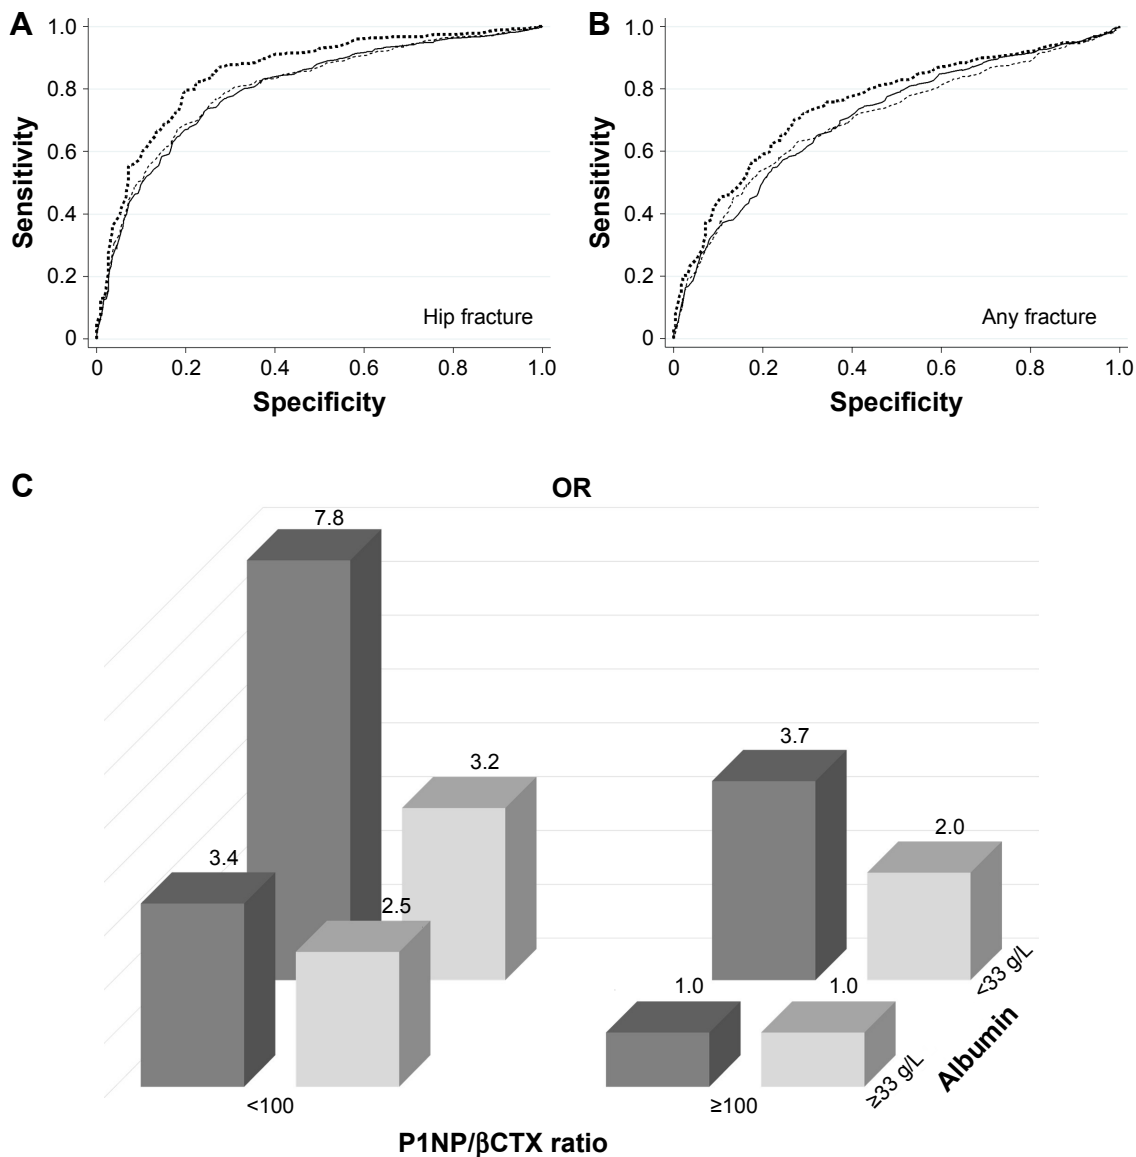 A
Sensitivity
1.0
0.8
0.6
0.4
0.2
0
Hip fracture
0 0.2 0.4 0.6 0.8 1.0
Specificity
B
Sensitivity
1.0
0.8
0.6
0.4
0.2
0
Any fracture
0 0.2 0.4 0.6 0.8 1.0
Specificity
C
OR
7.8
3.2
3.7
2.0
3.4
2.5
1.0
1.0
<33 g/L
≥33 g/L
Albumin
<100
≥100
P1NP/βCTX ratio